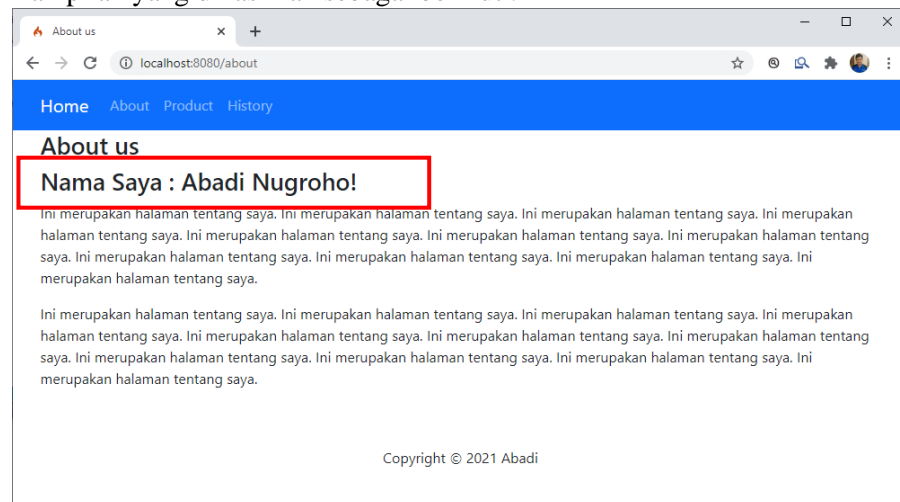 About us
localhost:8080/about
Home About Product History
About us
Nama Saya : Abadi Nugroho!
Ini merupakan halaman tentang saya. Ini merupakan halaman tentang saya. Ini merupakan halaman tentang saya. Ini merupakan
halaman tentang saya. Ini merupakan halaman tentang saya. Ini merupakan halaman tentang saya. Ini merupakan halaman tentang
saya. Ini merupakan halaman tentang saya. Ini merupakan halaman tentang saya. Ini merupakan halaman tentang saya. Ini
merupakan halaman tentang saya.
Ini merupakan halaman tentang saya. Ini merupakan halaman tentang saya. Ini merupakan halaman tentang saya. Ini merupakan
halaman tentang saya. Ini merupakan halaman tentang saya. Ini merupakan halaman tentang saya. Ini merupakan halaman tentang
saya. Ini merupakan halaman tentang saya. Ini merupakan halaman tentang saya. Ini merupakan halaman tentang saya. Ini
merupakan halaman tentang saya.
Copyright © 2021 Abadi